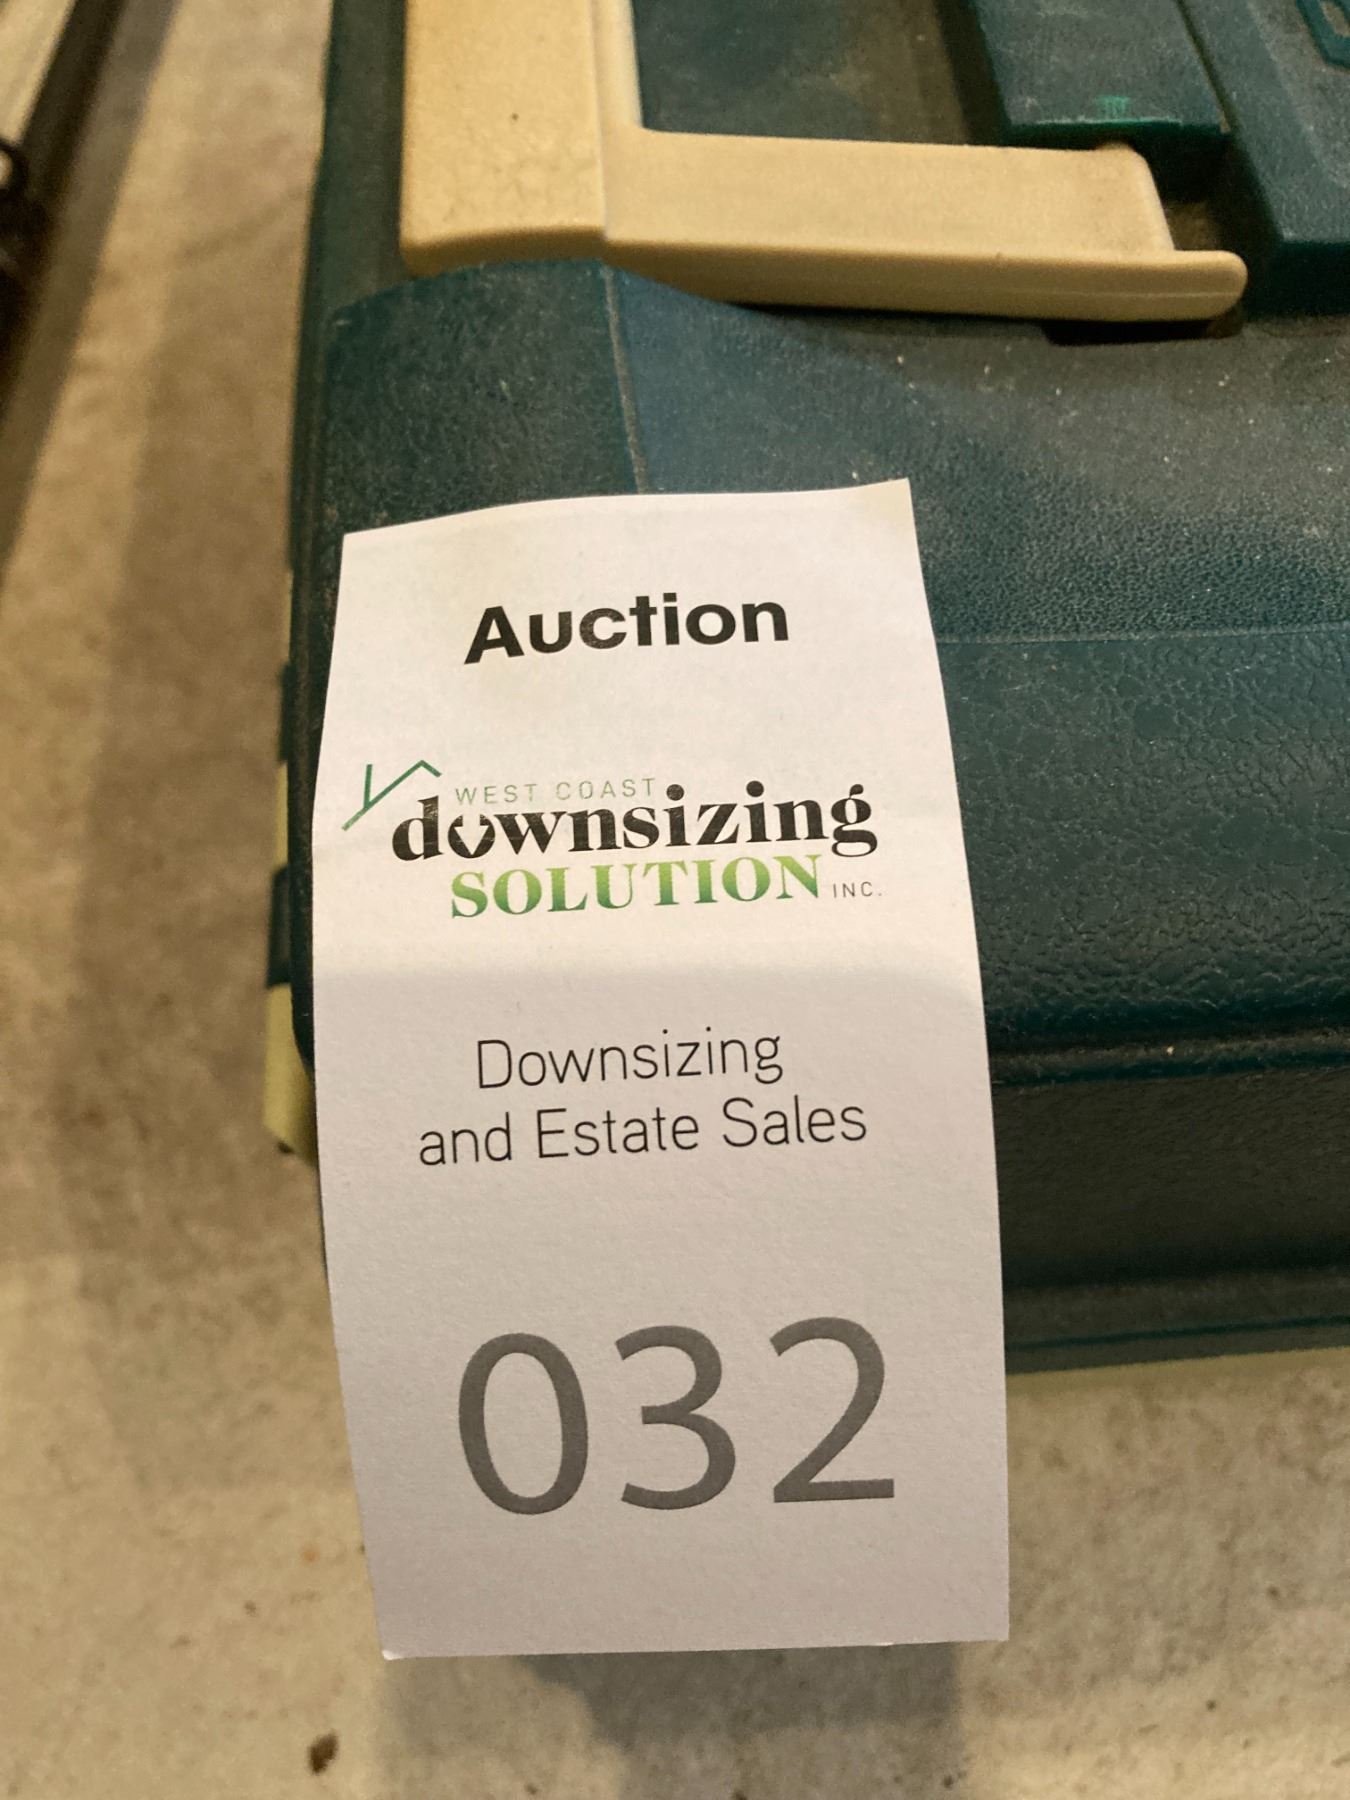 Auction
WEST COAST
downsizing
SOLUTION INC.
Downsizing
and Estate Sales
032